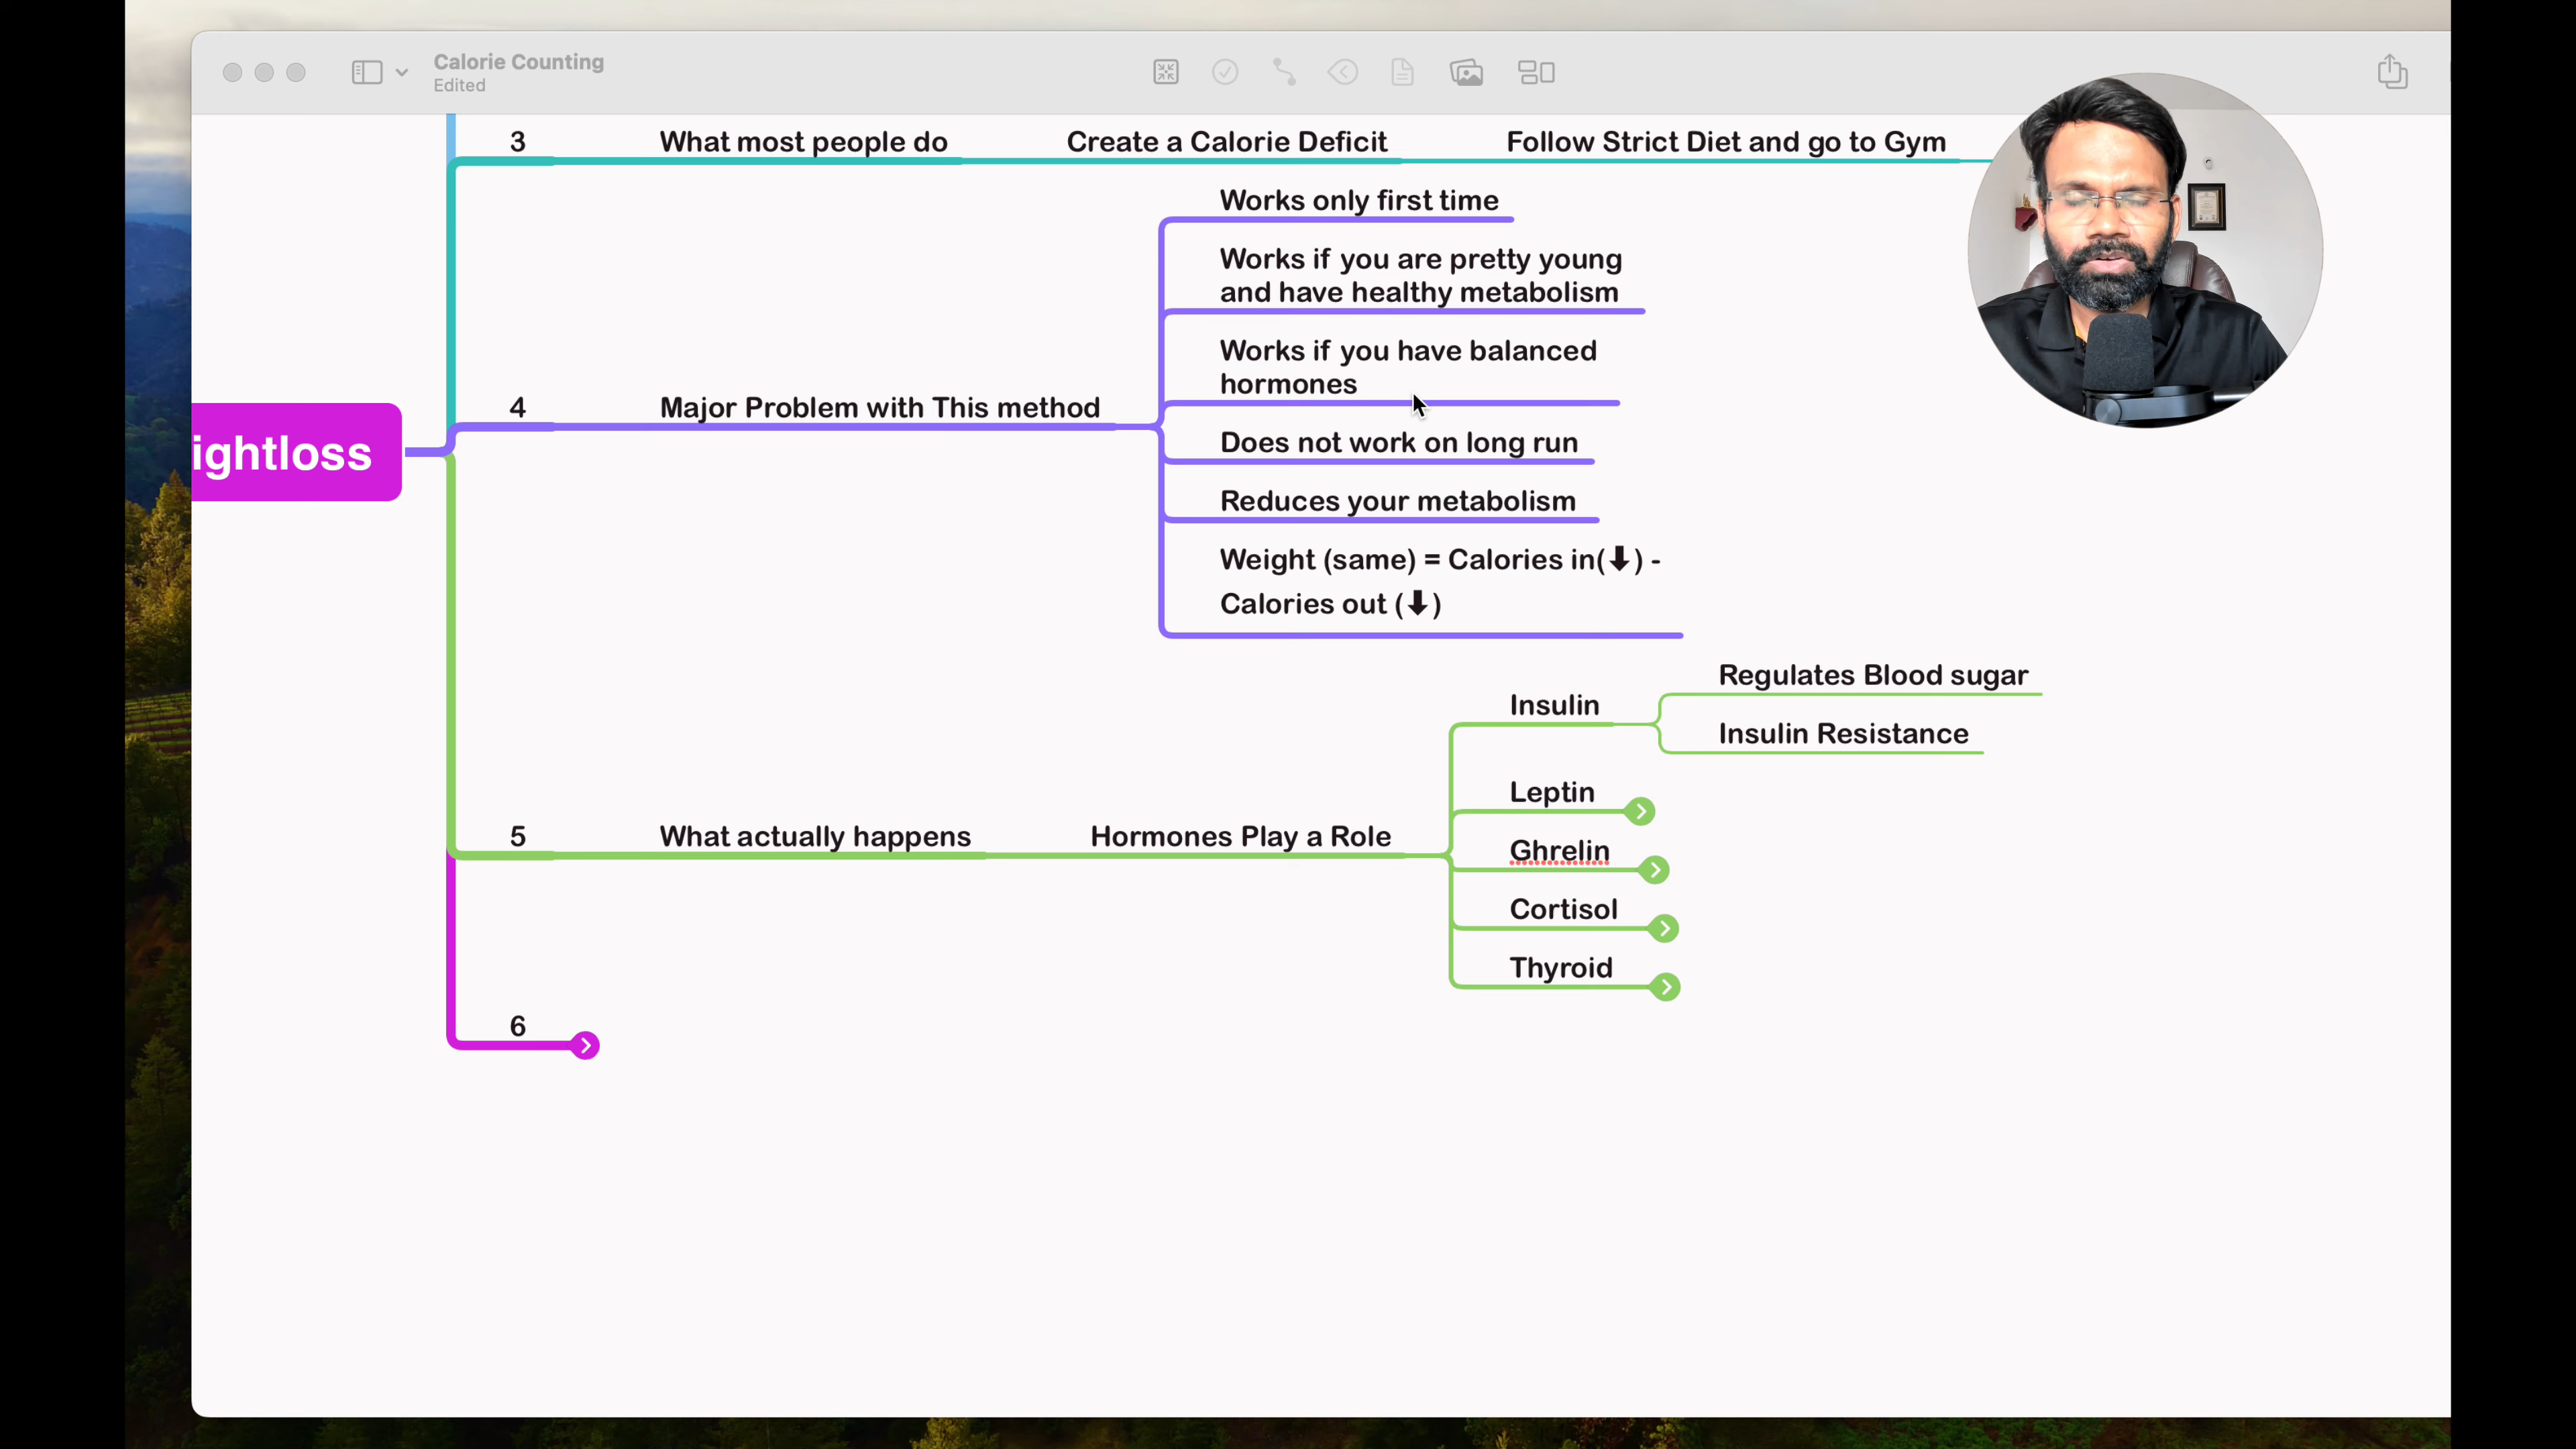 Calorie Counting
Edited
3
What most people do
Create a Calorie Deficit
Follow Strict Diet and go to Gym
Works only first time
Works if you are pretty young
and have healthy metabolism
Works if you have balanced
hormones
4
Major Problem with This method
ightloss
Does not work on long run
Reduces your metabolism
Weight (same) = Calories in(⬇) -
Calories out (⬇)
Regulates Blood sugar
Insulin
Insulin Resistance
Leptin
5
What actually happens
Hormones Play a Role
Ghrelin
Cortisol
Thyroid
6